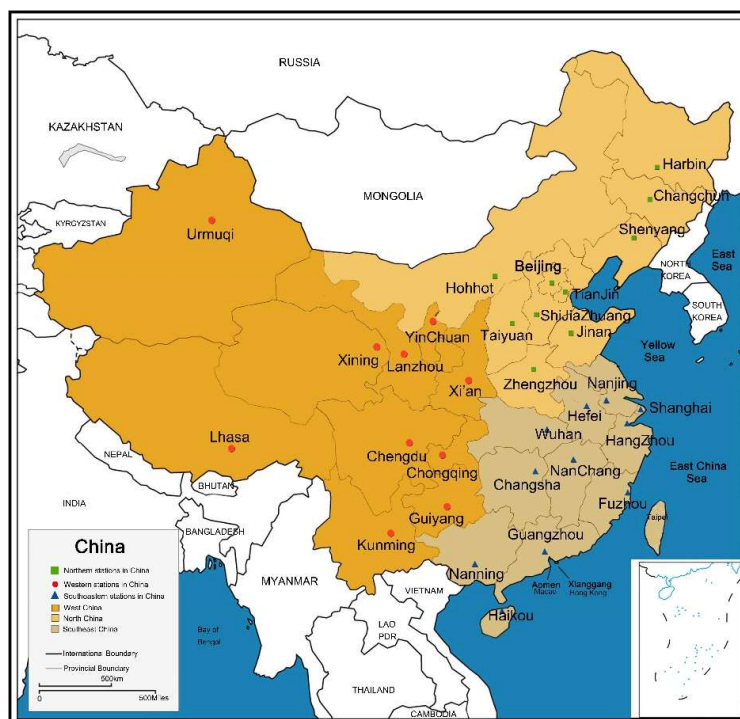 RUSSIA
KAZAKHSTAN
MONGOLIA
Harbin
Changchun
KYRGYZSTAN
Urmuqi
Shenyang
Beijing
NORTH
KOREA
East
Sea
Hohhot
TianJin
SOUTH
KOREA
ShiJiaZhuang
YinChuan
Taiyuan
Jinan
Yellow
Sea
Xining
Lanzhou
Xi'an
Zhengzhou
Nanjing
Hefei
Shanghai
Lhasa
Wuhan
HangZhou
NEPAL
Chengdu
Chongqing
NanChang
East China
Sea
BHUTAN
Changsha
INDIA
Guiyang
Fuzhou
BANGLADESH
Kunming
Guangzhou
Taipei
China
Nanning
Northern stations in China
Western stations in China
Southeastern stations in China
West China
North China
Southeast China
International Boundary
Provincial Boundary
500km
500Miles
MYANMAR
VIETNAM
Aomen
Macau
Xianggang
Hong Kong
Haikou
LAO
PDR
Bay of
Bengal
THAILAND
CAMBODIA
0